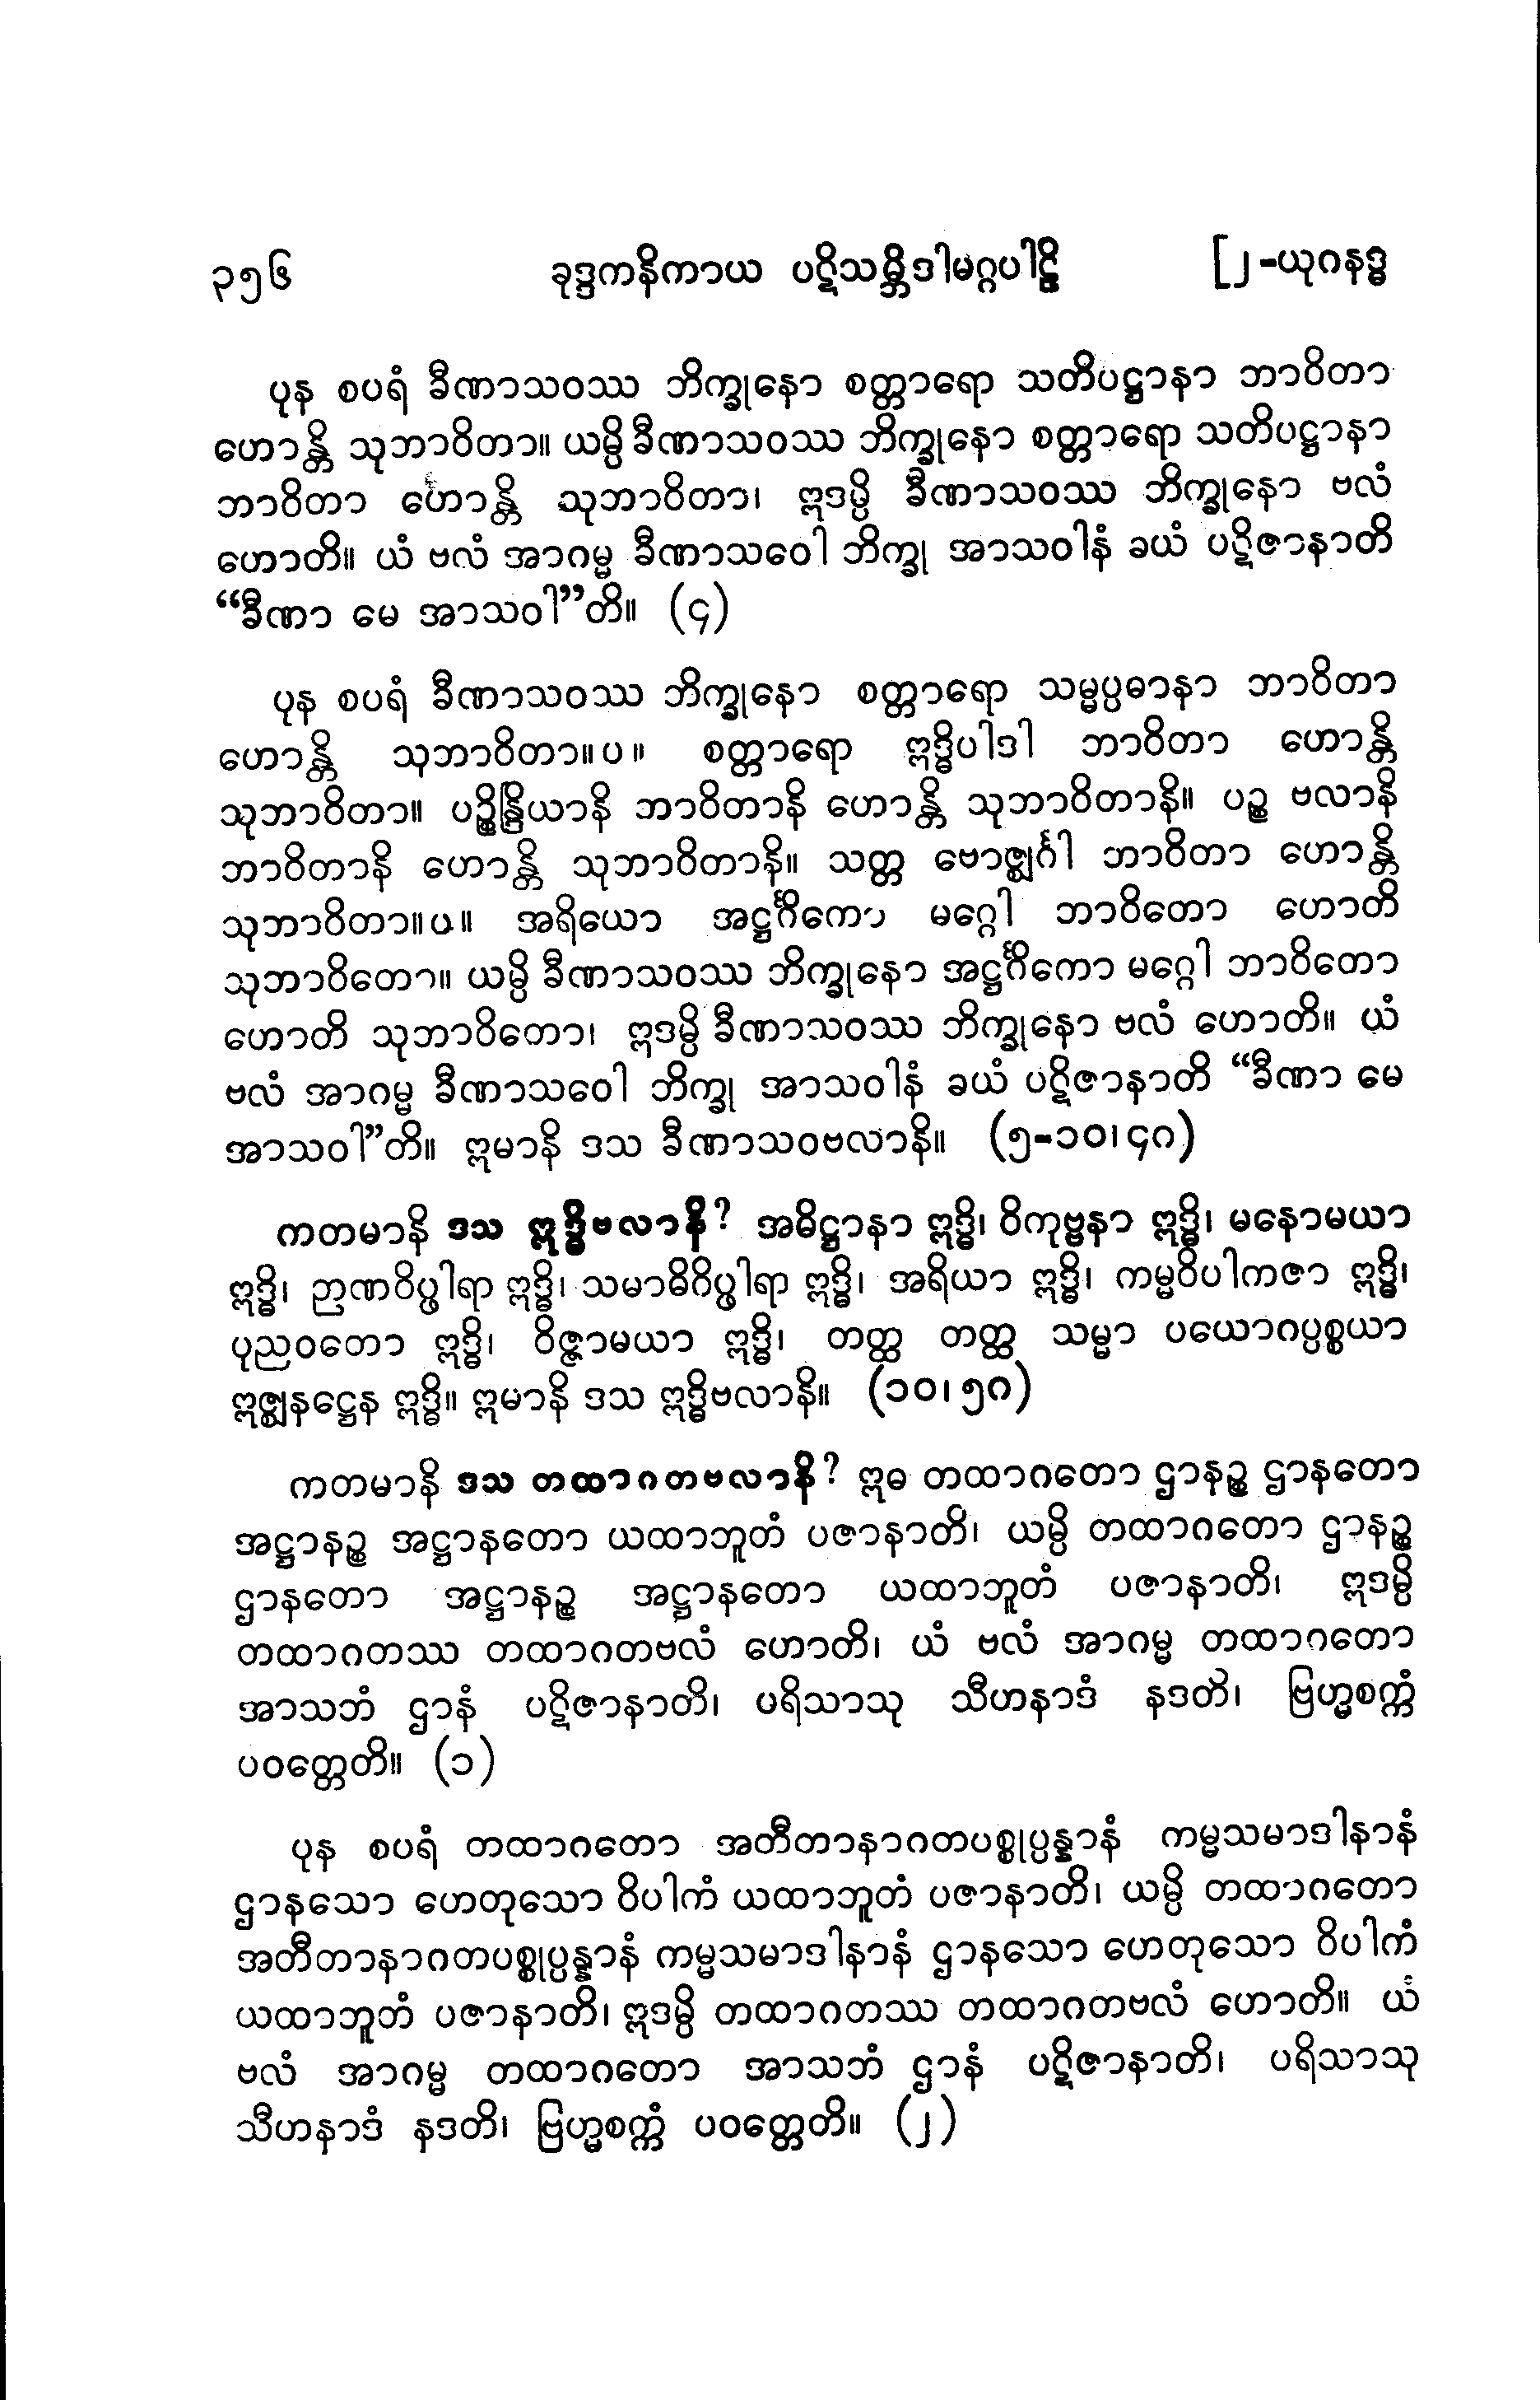 ၃၅၆ ခုဒ္ဒကနိကာယ ပဋိသမ္ဘိဒါမဂ္ဂပါဠိ [၂-ယုဂနဒ္ဓ
ပုန စပရံ ခီဏာသဝဿ ဘိက္ခုနော စတ္တာရော သတိပဋ္ဌာနာ ဘာဝိတာ
ဟောန္တိ သုဘာဝိတာ။ ယမ္ပိ ခီဏာသဝဿ ဘိက္ခုနော စတ္တာရော သတိပဋ္ဌာနာ
ဘာဝိတာ ဟောန္တိ သုဘာဝိတာ၊ ဣဒမ္ပိ ခီဏာသဝဿ ဘိက္ခုနော ဗလံ
ဟောတိ။ ယံ ဗလံ အာဂမ္မ ခီဏာသဝေါ ဘိက္ခု အာသဝါနံ ခယံ ပဋိဇာနာတိ
“ခီဏာ မေ အာသဝါ”တိ။ (၄)
ပုန စပရံ ခီဏာသဝဿ ဘိက္ခုနော စတ္တာရော သမ္မပ္ပဓာနာ ဘာဝိတာ
ဟောန္တိ သုဘာဝိတာ။ပ။ စတ္တာရော ဣဒ္ဓိပါဒါ ဘာဝိတာ ဟောန္တိ
သုဘာဝိတာ။ ပဉ္စိန္ဒြိယာနိ ဘာဝိတာနိ ဟောန္တိ သုဘာဝိတာနိ။ ပဉ္စ ဗလာနိ
ဘာဝိတာနိ ဟောန္တိ သုဘာဝိတာနိ။ သတ္တ ဗောဇ္ဈင်္ဂါ ဘာဝိတာ ဟောန္တိ
သုဘာဝိတာ။ပ။ အရိယော အဋ္ဌင်္ဂိကော မဂ္ဂေါ ဘာဝိတော ဟောတိ
သုဘာဝိတော။ ယမ္ပိ ခီဏာသဝဿ ဘိက္ခုနော အဋ္ဌင်္ဂိကော မဂ္ဂေါ ဘာဝိတော
ဟောတိ သုဘာဝိတော၊ ဣဒမ္ပိ ခီဏာသဝဿ ဘိက္ခုနော ဗလံ ဟောတိ။ ယံ
ဗလံ အာဂမ္မ ခီဏာသဝေါ ဘိက္ခု အာသဝါနံ ခယံ ပဋိဇာနာတိ “ခီဏာ မေ
အာသဝါ”တိ။ ဣမာနိ ဒသ ခီဏာသဝဗလာနိ။ (၅-၁၀၊၄ဂ)
ကတမာနိ ဒသ ဣဒ္ဓိဗလာနိ? အဓိဋ္ဌာနာ ဣဒ္ဓိ၊ ဝိကုဗ္ဗနာ ဣဒ္ဓိ၊ မနောမယာ
ဣဒ္ဓိ၊ ဉာဏဝိပ္ဖါရာ ဣဒ္ဓိ၊ သမာဓိဝိပ္ဖါရာ ဣဒ္ဓိ၊ အရိယာ ဣဒ္ဓိ၊ ကမ္မဝိပါကဇာ ဣဒ္ဓိ၊
ပုညဝတော ဣဒ္ဓိ၊ ဝိဇ္ဇာမယာ ဣဒ္ဓိ၊ တတ္ထ တတ္ထ သမ္မာ ပယောဂပ္ပစ္စယာ
ဣဇ္ဈနဋ္ဌေန ဣဒ္ဓိ။ ဣမာနိ ဒသ ဣဒ္ဓိဗလာနိ။ (၁၀၊၅ဂ)
ကတမာနိ ဒသ တထာဂတဗလာနိ? ဣဓ တထာဂတော ဌာနဉ္စ ဌာနတော
အဋ္ဌာနဉ္စ အဋ္ဌာနတော ယထာဘူတံ ပဇာနာတိ၊ ယမ္ပိ တထာဂတော ဌာနဉ္စ
ဌာနတော အဋ္ဌာနဉ္စ အဋ္ဌာနတော ယထာဘူတံ ပဇာနာတိ၊ ဣဒမ္ပိ
တထာဂတဿ တထာဂတဗလံ ဟောတိ၊ ယံ ဗလံ အာဂမ္မ တထာဂတော
အာသဘံ ဌာနံ ပဋိဇာနာတိ၊ ပရိသာသု သီဟနာဒံ နဒတိ၊ ဗြဟ္မစက္ကံ
ပဝတ္တေတိ။ (၁)
ပုန စပရံ တထာဂတော အတီတာနာဂတပစ္စုပ္ပန္နာနံ ကမ္မသမာဒါနာနံ
ဌာနသော ဟေတုသော ဝိပါကံ ယထာဘူတံ ပဇာနာတိ၊ ယမ္ပိ တထာဂတော
အတီတာနာဂတပစ္စုပ္ပန္နာနံ ကမ္မသမာဒါနာနံ ဌာနသော ဟေတုသော ဝိပါကံ
ယထာဘူတံ ပဇာနာတိ၊ ဣဒမ္ပိ တထာဂတဿ တထာဂတဗလံ ဟောတိ။ ယံ
ဗလံ အာဂမ္မ တထာဂတော အာသဘံ ဌာနံ ပဋိဇာနာတိ၊ ပရိသာသု
သီဟနာဒံ နဒတိ၊ ဗြဟ္မစက္ကံ ပဝတ္တေတိ။ (၂)